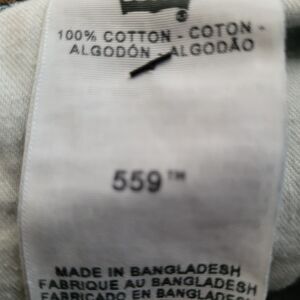 ®
100% COTTON - COTON -
ALGODÓN - ALGODÃO
559™
MADE IN BANGLADESH
FABRIQUE AU BANGLADESH
FABRICADO EN BANGLADESH